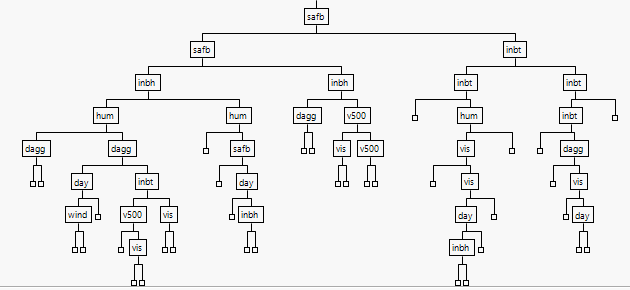 safb
safb inbt
inbh inbh inbt inbt
hum hum dagg v500 hum inbt
dagg dagg safb vis v500 vis dagg
day inbt day vis vis
wind v500 vis inbh day day
vis inbh